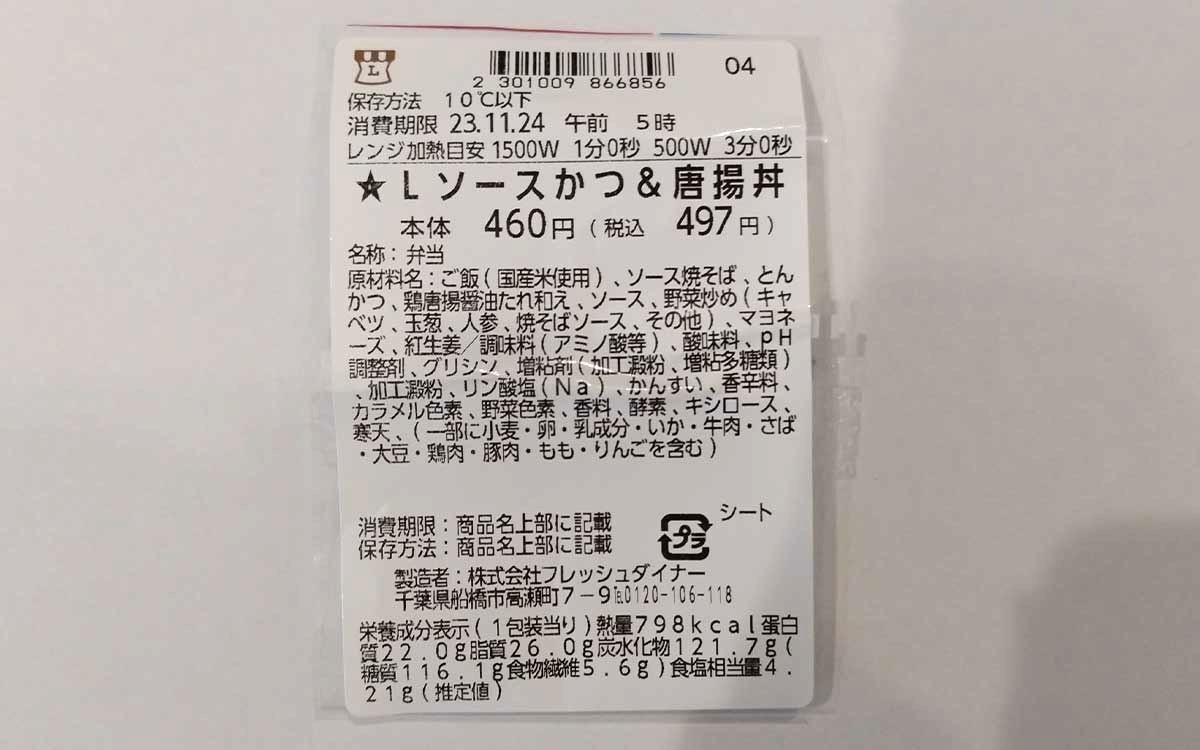 L
2 301009 866856
04
保存方法 10℃以下
消費期限 23.11.24 午前 5時
レンジ加熱目安 1500W 1分0秒 500W 3分0秒
★Lソースかつ&唐揚丼
本体 460円(税込 497円)
名称:弁当
原材料名:ご飯(国産米使用)、ソース焼そば、とん
かつ、鶏唐揚醤油たれ和え、ソース、野菜炒め(キャ
ベツ、玉葱、人参、焼そばソース、その他)、マヨネ
ーズ、紅生姜/調味料(アミノ酸等)、酸味料、pH
調整剤、グリシン、増粘剤(加工澱粉、増粘多糖類)
、加工澱粉、リン酸塩(Na)、かんすい、香辛料、
カラメル色素、野菜色素、香料、酵素、キシロース、
寒天、(一部に小麦・卵・乳成分・いか・牛肉・さば
・大豆・鶏肉・豚肉・もも・りんごを含む)
消費期限:商品名上部に記載
保存方法:商品名上部に記載
プラ
シート
製造者:株式会社フレッシュダイナー
千葉県船橋市高瀬町7-9℡0120-106-118
栄養成分表示(1包装当り)熱量798kcal蛋白
質22.0g脂質26.0g炭水化物121.7g(
糖質116.1g食物繊維5.6g)食塩相当量4.
21g(推定値)